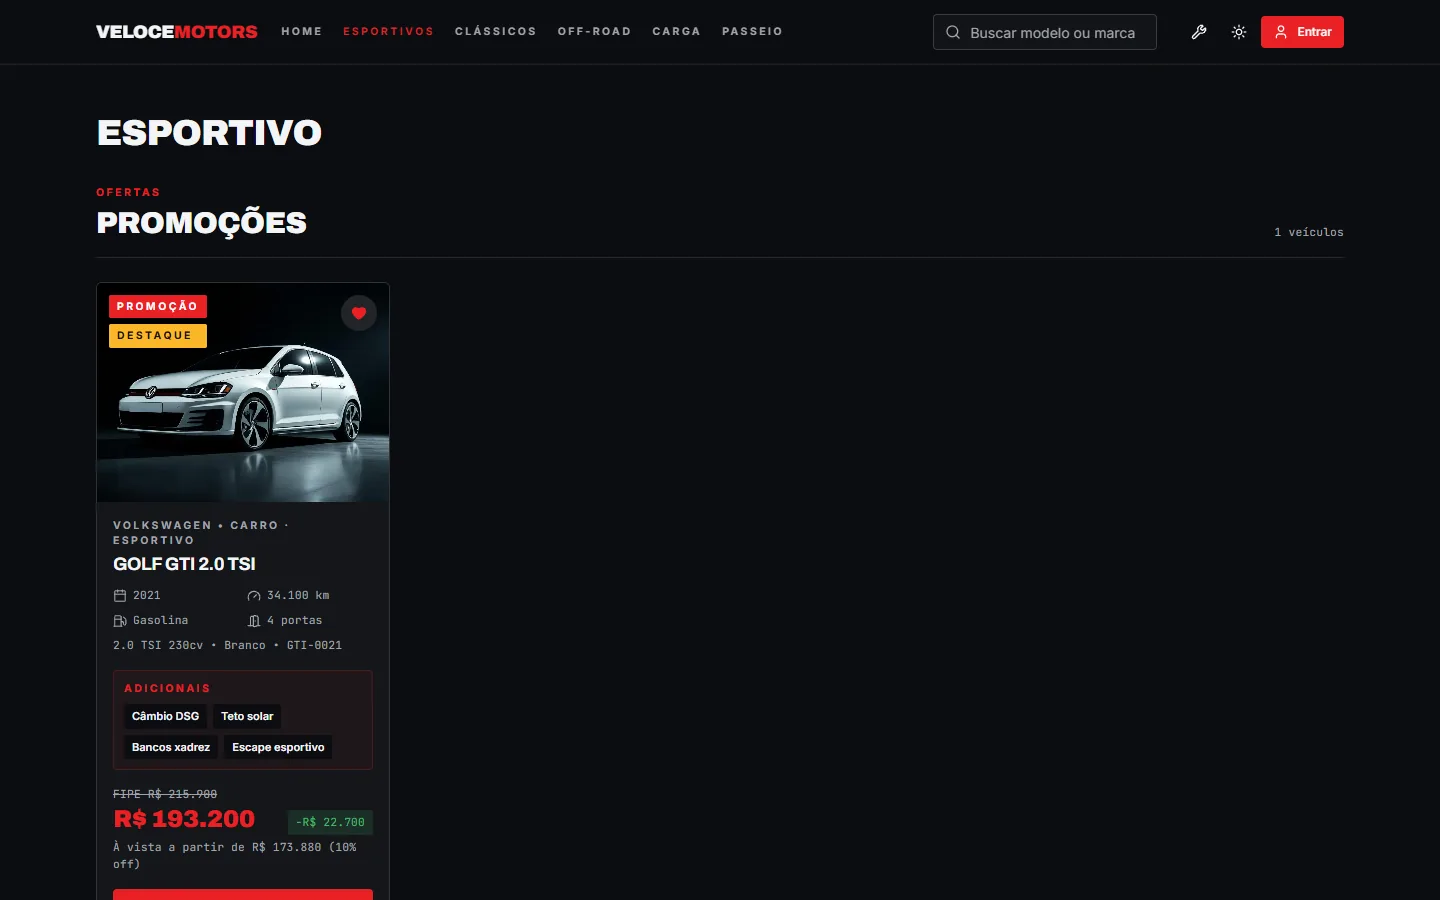 VELOCEMOTORS
HOME
ESPORTIVOS
CLÁSSICOS
OFF-ROAD
CARGA
PASSEIO
Buscar modelo ou marca
Entrar
ESPORTIVO
OFERTAS
PROMOÇÕES
1 veículos
PROMOÇÃO
DESTAQUE
VOLKSWAGEN • CARRO ·
ESPORTIVO
GOLF GTI 2.0 TSI
2021
34.100 km
Gasolina
4 portas
2.0 TSI 230cv • Branco • GTI-0021
ADICIONAIS
Câmbio DSG
Teto solar
Bancos xadrez
Escape esportivo
FIPE R$ 215.900
R$ 193.200
-R$ 22.700
À vista a partir de R$ 173.880 (10%
off)